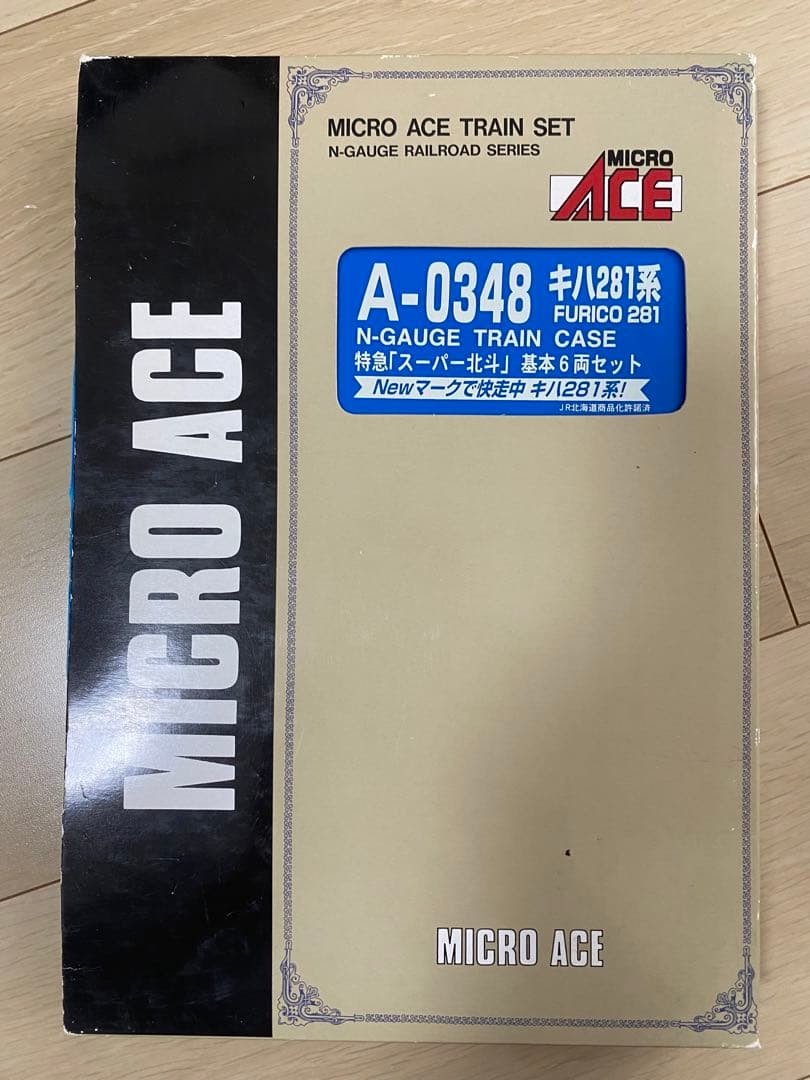 MICRO ACE
MICRO ACE TRAIN SET
N-GAUGE RAILROAD SERIES
MICRO
ACE
A-0348 キハ281系
FURICO 281
N-GAUGE TRAIN CASE
特急「スーパー北斗」 基本6両セット
Newマークで快走中 キハ281系!
JR北海道商品化許諾済
MICRO ACE